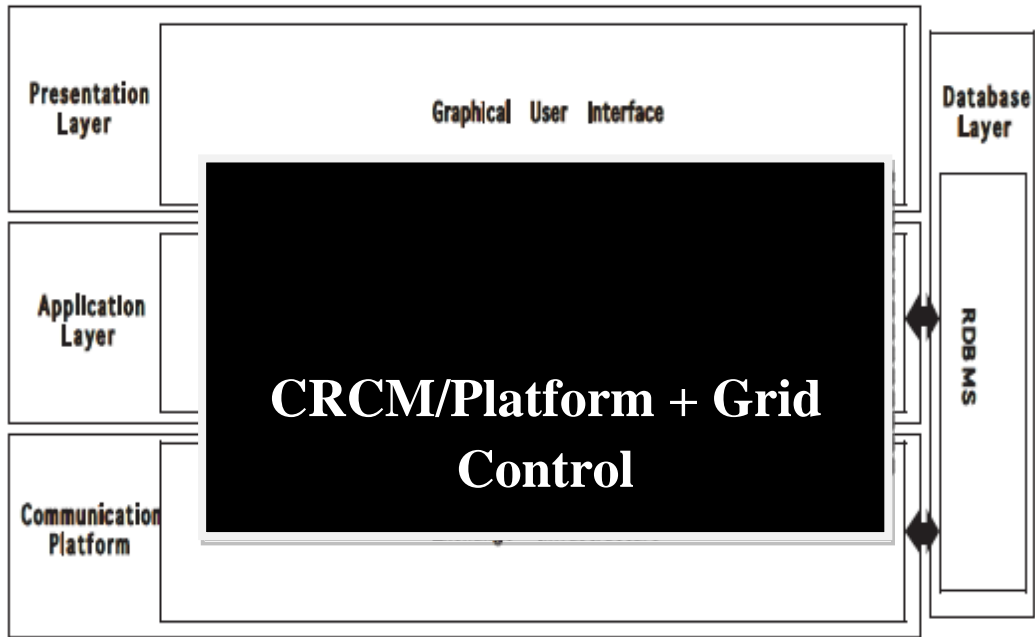 Presentation
Layer
Graphical User Interface
Database
Layer
Application
Layer
RDBMS
CRCM/Platform + Grid
Control
Communication
Platform